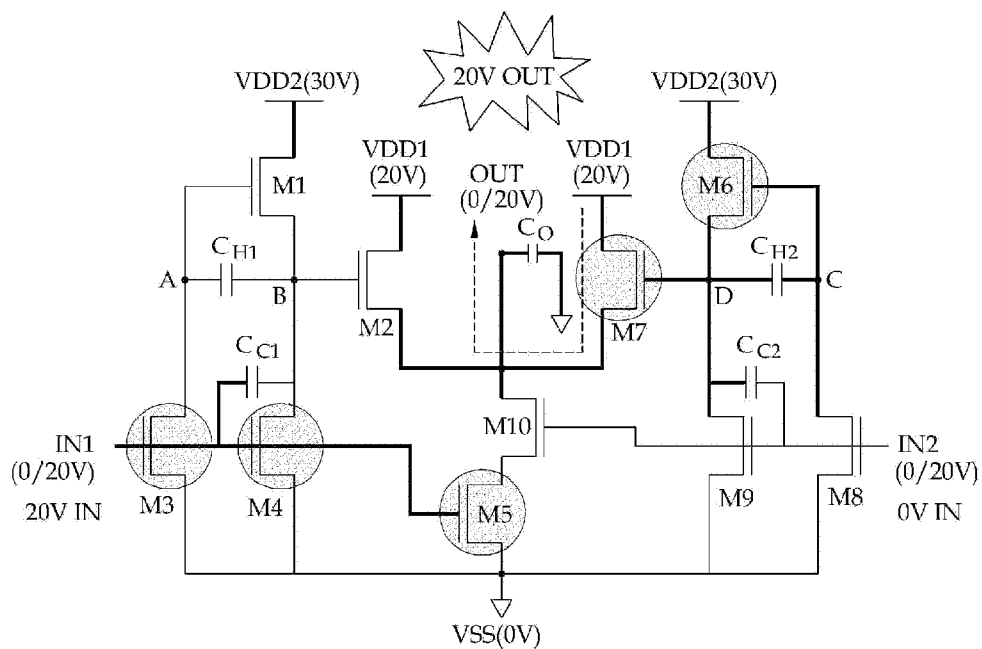 20V OUT
VDD2(30V)
VDD2(30V)
VDD1
(20V)
OUT
(0/20V)
VDD1
(20V)
M1
M6
CO
CH1
CH2
A
B
D
C
M2
M7
CC1
CC2
M10
IN1
(0/20V)
20V IN
M3
M4
M5
M9
M8
IN2
(0/20V)
0V IN
VSS(0V)